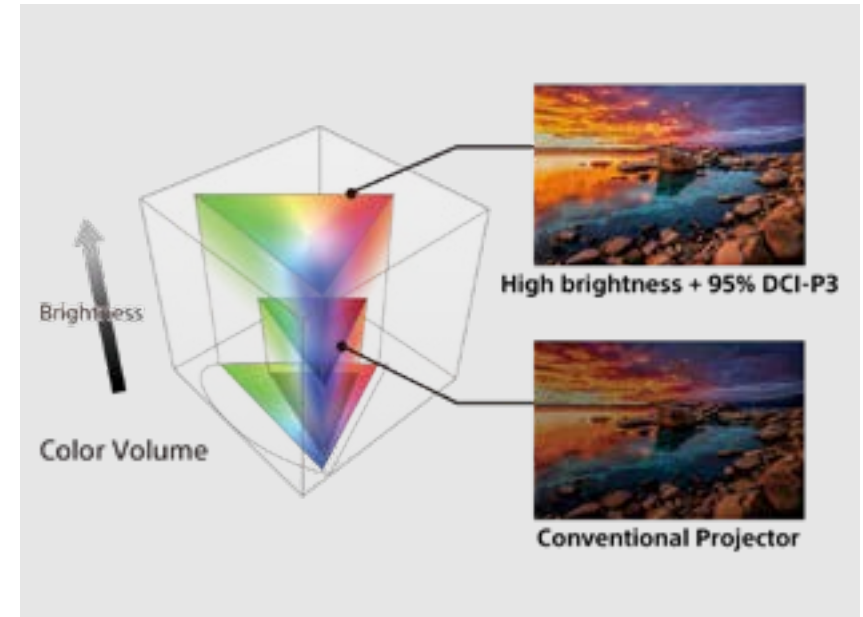 High brightness + 95% DCI-P3
Brightness
Color Volume
Conventional Projector